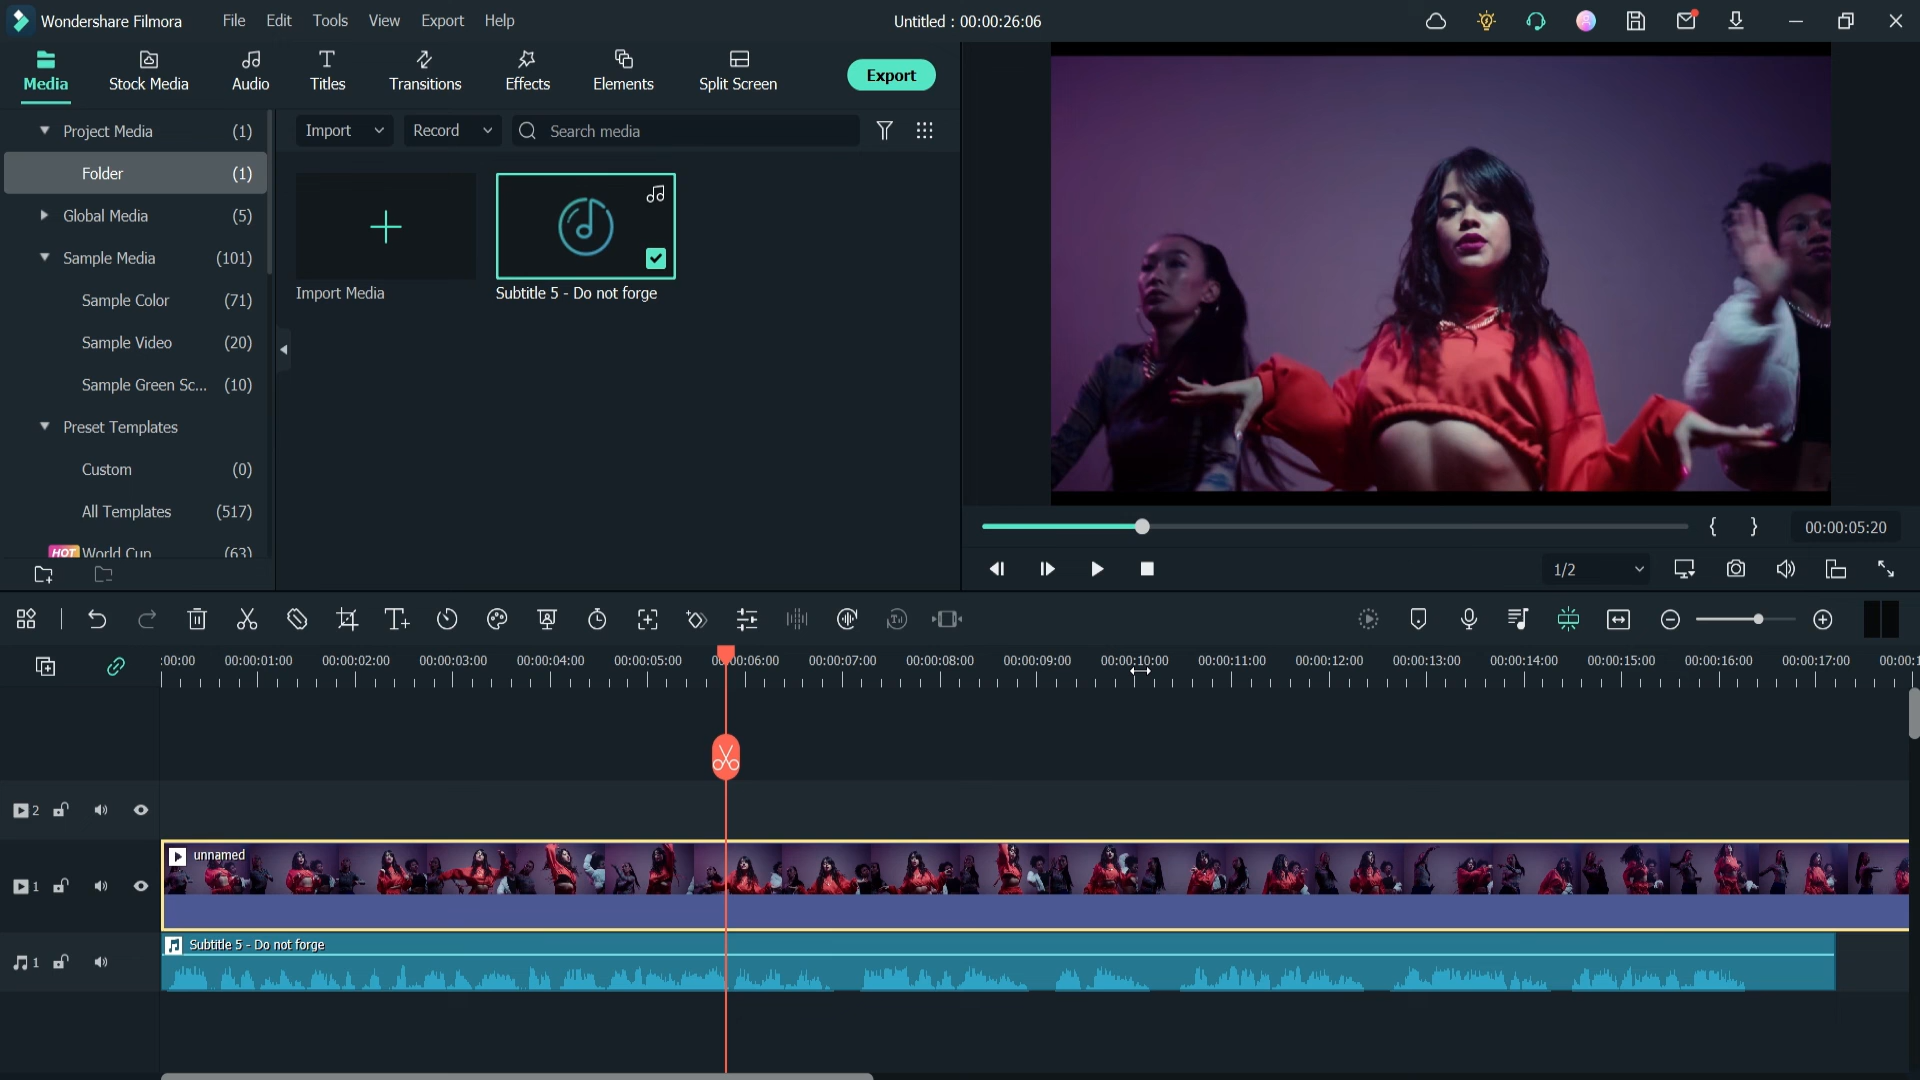 Wondershare Filmora File Edit Tools View Export Help Untitled : 00:00:26:06
Media Stock Media Audio Titles Transitions Effects Elements Split Screen Export
Project Media (1)
Folder (1)
Global Media (5)
Sample Media (101)
Sample Color (71)
Sample Video (20)
Sample Green Sc... (10)
Preset Templates
Custom (0)
All Templates (517)
HOT World Cup (63)
Import Record Search media
Import Media
Subtitle 5 - Do not forge
00:00:05:20
1/2
:00:00 00:00:01:00 00:00:02:00 00:00:03:00 00:00:04:00 00:00:05:00 00:00:06:00 00:00:07:00 00:00:08:00 00:00:09:00 00:00:10:00 00:00:11:00 00:00:12:00 00:00:13:00 00:00:14:00 00:00:15:00 00:00:16:00 00:00:17:00 00:00:1
2
unnamed
1
Subtitle 5 - Do not forge
1